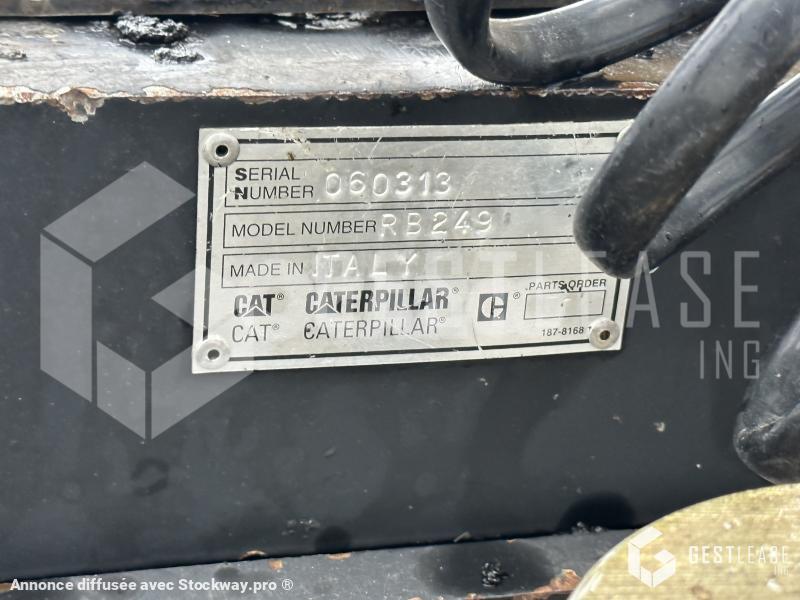 SERIAL
NUMBER 060313
MODEL NUMBER RB249
MADE IN ITALY
PARTS ORDER
CAT® CATERPILLAR® C®
CAT® CATERPILLAR®
187-8168
GESTLEASE
ING
GESTLEASE
ING
Annonce diffusée avec Stockway.pro ®